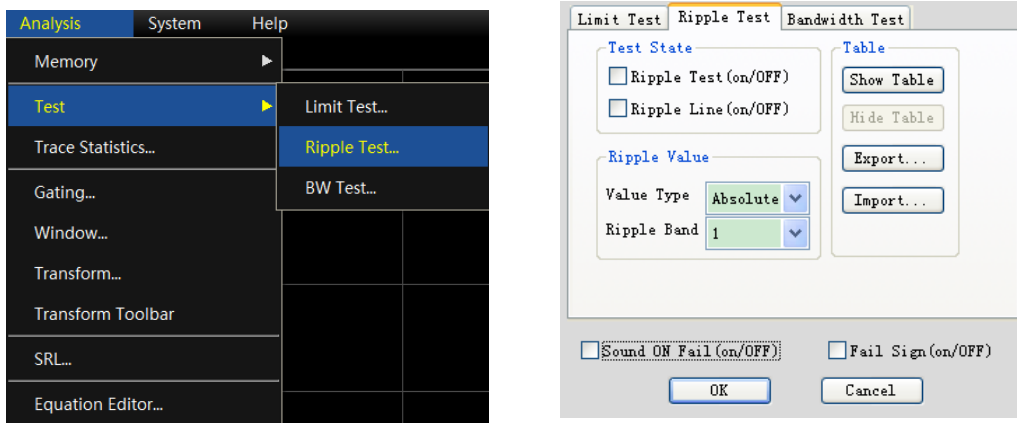 Analysis System Help
Memory
Test
Trace Statistics...
Gating...
Window...
Transform...
Transform Toolbar
SRL...
Equation Editor...
Limit Test...
Ripple Test...
BW Test...
Limit Test Ripple Test Bandwidth Test
Test State
Ripple Test(on/OFF)
Ripple Line(on/OFF)
Ripple Value
Value Type Absolute
Ripple Band 1
Table
Show Table
Hide Table
Export...
Import...
Sound ON Fail(on/OFF) Fail Sign(on/OFF)
OK Cancel